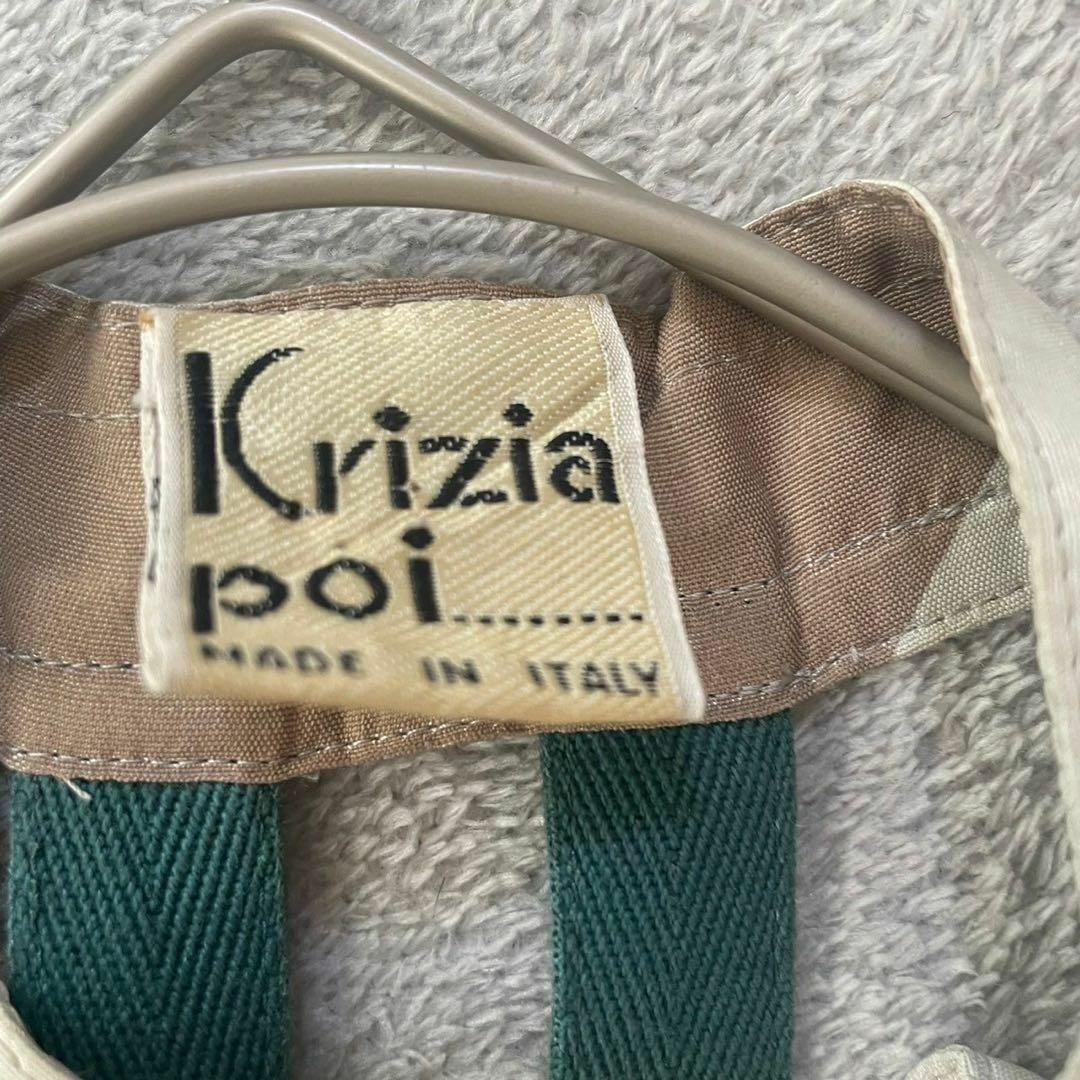 Krizia
poi.........
MADE IN ITALY